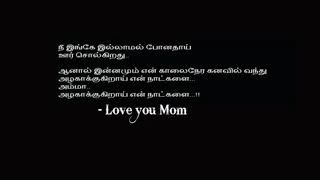 நீ இங்கே இல்லாமல் போனதாய்
ஊர் சொல்கிறது..
ஆனால் இன்னமும் என் காலைநேர கனவில் வந்து
அழகாக்குகிறாய் என் நாட்களை...
அம்மா..
அழகாக்குகிறாய் என் நாட்களை...!!
- Love you Mom